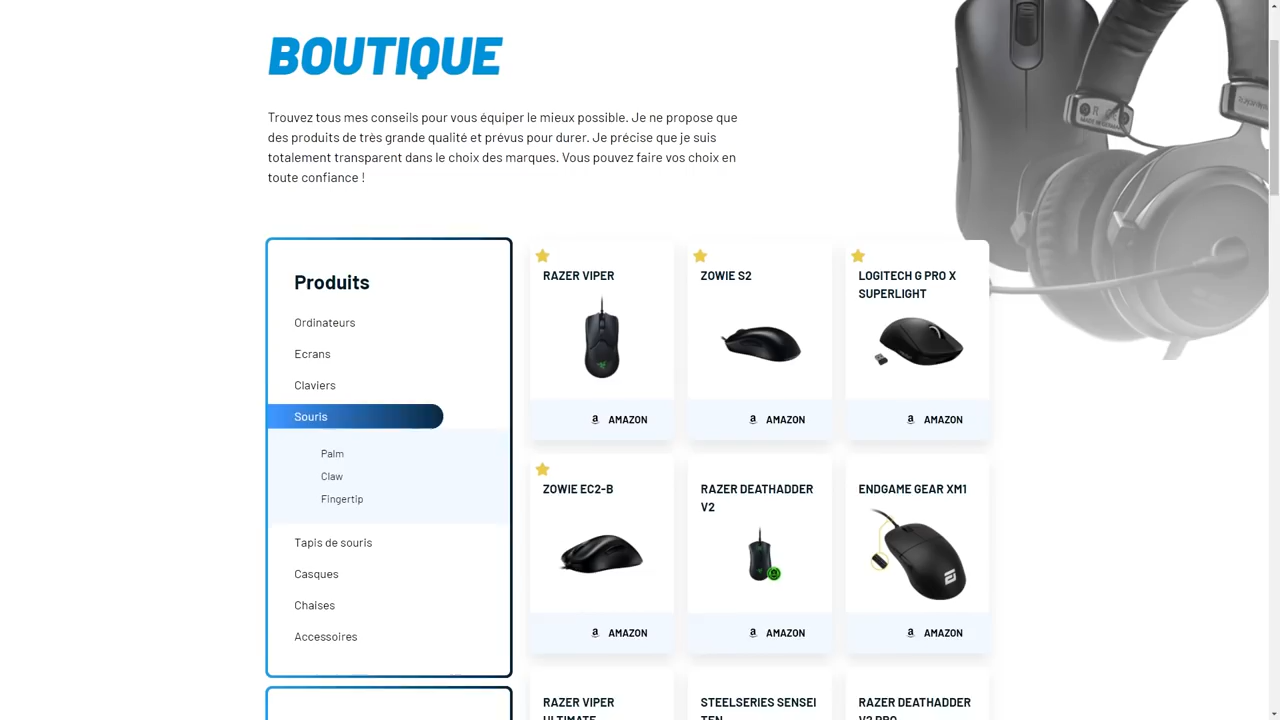 BOUTIQUE
Trouvez tous mes conseils pour vous équiper le mieux possible. Je ne propose que
des produits de très grande qualité et prévus pour durer. Je précise que je suis
totalement transparent dans le choix des marques. Vous pouvez faire vos choix en
toute confiance !
Produits
Ordinateurs
Ecrans
Claviers
Souris
Palm
Claw
Fingertip
Tapis de souris
Casques
Chaises
Accessoires
RAZER VIPER
AMAZON
ZOWIE S2
AMAZON
LOGITECH G PRO X
SUPERLIGHT
AMAZON
ZOWIE EC2-B
AMAZON
RAZER DEATHADDER
V2
AMAZON
ENDGAME GEAR XM1
AMAZON
RAZER VIPER
ULTIMATE
STEELSERIES SENSEI
TEN
RAZER DEATHADDER
V2 PRO